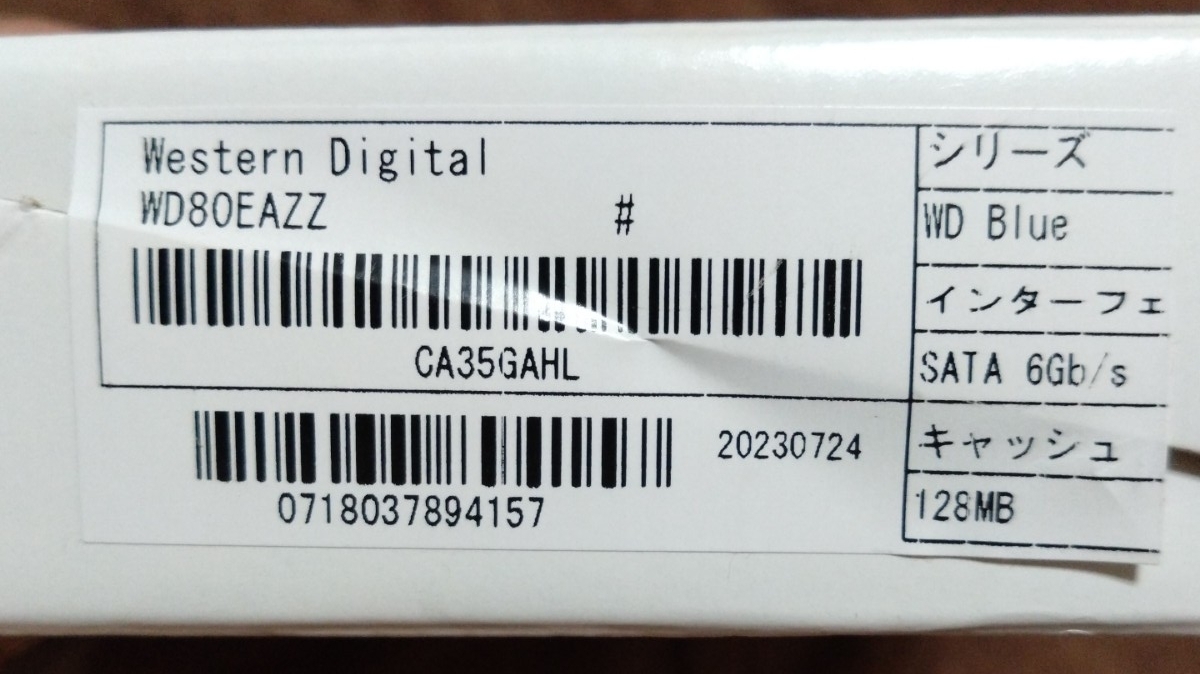 Western Digital
WD80EAZZ #
CA35GAHL
0718037894157
20230724
シリーズ
WD Blue
インターフェ
SATA 6Gb/s
キャッシュ
128MB